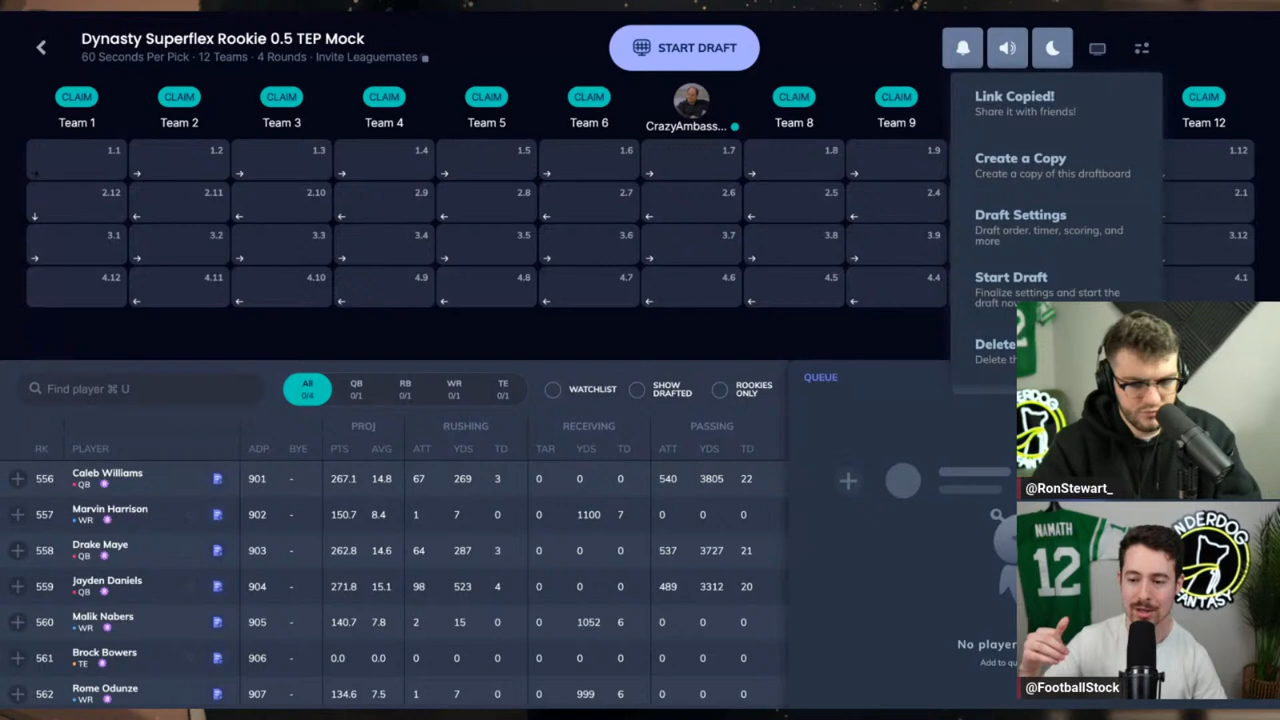 Dynasty Superflex Rookie 0.5 TEP Mock
60 Seconds Per Pick · 12 Teams · 4 Rounds · Invite Leaguemates
START DRAFT
CLAIM CLAIM CLAIM CLAIM CLAIM CLAIM CLAIM CLAIM CLAIM
Team 1 Team 2 Team 3 Team 4 Team 5 Team 6 CrazyAmbass... Team 8 Team 9 Team 12
1.1 1.2 1.3 1.4 1.5 1.6 1.7 1.8 1.9 1.12
2.12 2.11 2.10 2.9 2.8 2.7 2.6 2.5 2.4 2.1
3.1 3.2 3.3 3.4 3.5 3.6 3.7 3.8 3.9 3.12
4.12 4.11 4.10 4.9 4.8 4.7 4.6 4.5 4.4 4.1
Link Copied!
Share it with friends!
Create a Copy
Create a copy of this draftboard
Draft Settings
Draft order, timer, scoring, and
more
Start Draft
Finalize settings and start the
draft no
Delete
Delete th
Find player ⌘ U
All QB RB WR TE
0/4 0/1 0/1 0/1 0/1
WATCHLIST
SHOW
DRAFTED
ROOKIES
ONLY
QUEUE
PROJ RUSHING RECEIVING PASSING
RK PLAYER ADP BYE PTS AVG ATT YDS TD TAR YDS TD ATT YDS TD
556 Caleb Williams 901 - 267.1 14.8 67 269 3 0 0 0 540 3805 22
QB
557 Marvin Harrison 902 - 150.7 8.4 1 7 0 0 1100 7 0 0 0
WR
558 Drake Maye 903 - 262.8 14.6 64 287 3 0 0 0 537 3727 21
QB
559 Jayden Daniels 904 - 271.8 15.1 98 523 4 0 0 0 489 3312 20
QB
560 Malik Nabers 905 - 140.7 7.8 2 15 0 0 1052 6 0 0 0
WR
561 Brock Bowers 906 - 0.0 0.0 0 0 0 0 0 0 0 0 0
TE
562 Rome Odunze 907 - 134.6 7.5 1 7 0 0 999 6 0 0 0
WR
No player
Add to qu
@RonStewart_
NAMATH
12
NDERDOG
FANTASY
@FootballStock